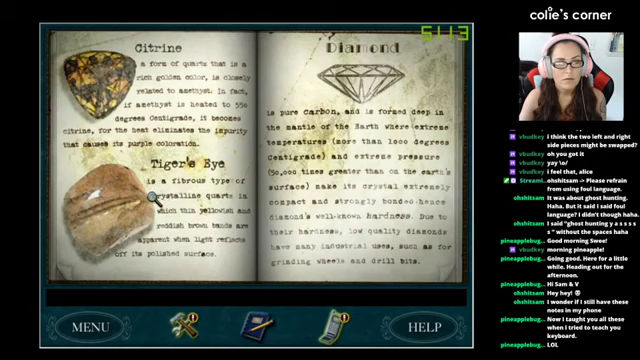 colie's corner
5113
Citrine
a form of quartz that is a
rich golden color, is closely
related to amethyst. In fact,
if amethyst is heated to 550
degrees Centigrade, it becomes
citrine, for the heat eliminates the impurity
that causes its purple coloration.
Tiger's Eye
is a fibrous type of
crystalline quartz in
which thin yellowish and
reddish brown bands are
apparent when light reflects
off its polished surface.
Diamond
is pure carbon, and is formed deep in
the mantle of the Earth where extreme
temperatures (more than 1000 degrees
Centigrade) and extreme pressure
(50,000 times greater than on the earth's
surface) make its crystal extremely
compact and strongly bonded-hence
diamond's well-known hardness. Due to
their hardness, low quality diamonds
have many industrial uses, such as for
grinding wheels and drill bits.
MENU
HELP
vbudkey i think the two left and right
side pieces might be swapped?
vbudkey oh you got it
vbudkey yay \o/
vbudkey i feel that, alice
Streaml... ohshitsam -> Please refrain
from using foul language.
ohshitsam It was about ghost hunting.
Haha. But it said I said foul
language? I didn't though haha.
ohshitsam I said "ghost hunting y a s s s s
s " without the spaces haha
pineapplebug... Good morning Swee!
vbudkey morning pineapple!
pineapplebug... Going good. Here for a little
while. Heading out for the
afternoon.
pineapplebug... Hi Sam & V
ohshitsam Hey hey!
ohshitsam I wonder if I still have these
notes in my phone
pineapplebug... Now I taught you all these
when I tried to teach you
keyboard.
pineapplebug... LOL